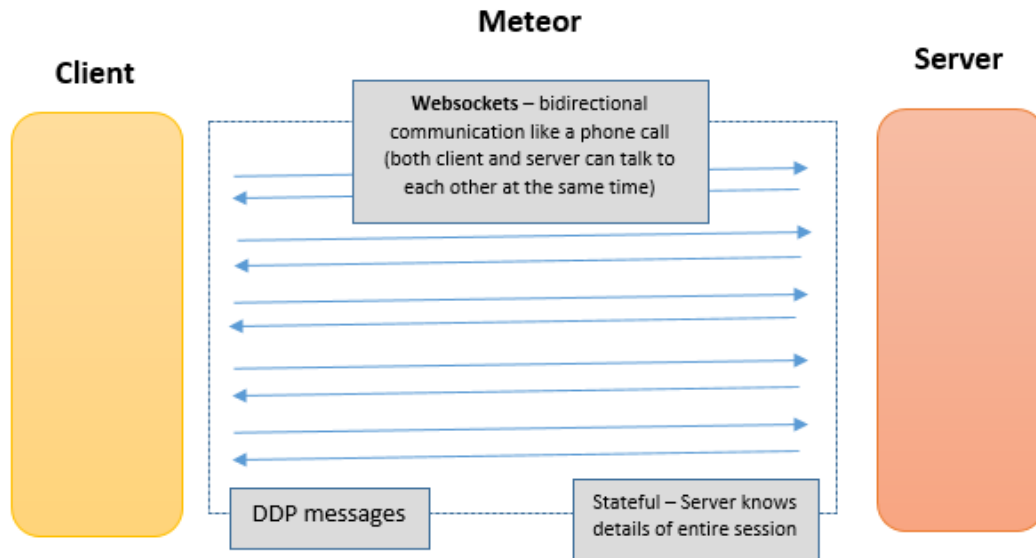 Meteor
Client
Server
Websockets – bidirectional
communication like a phone call
(both client and server can talk to
each other at the same time)
DDP messages
Stateful – Server knows
details of entire session